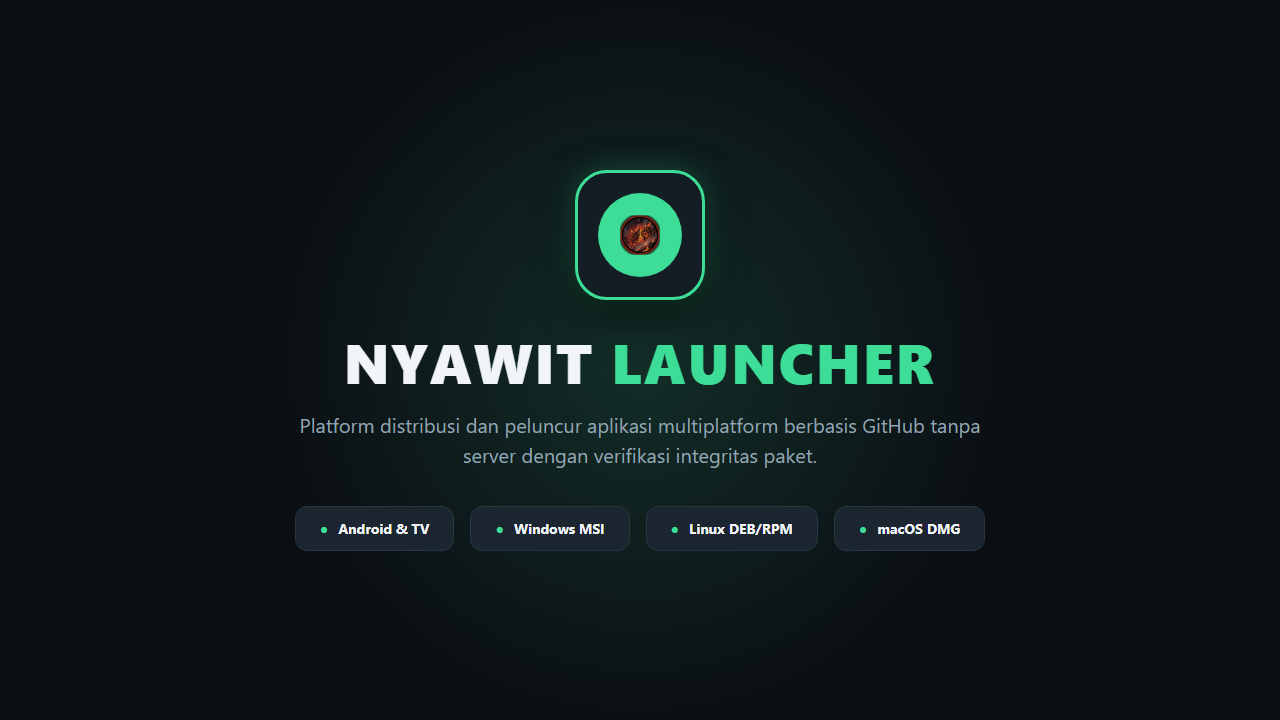 NYAWIT LAUNCHER
Platform distribusi dan peluncur aplikasi multiplatform berbasis GitHub tanpa
server dengan verifikasi integritas paket.
Android & TV
Windows MSI
Linux DEB/RPM
macOS DMG